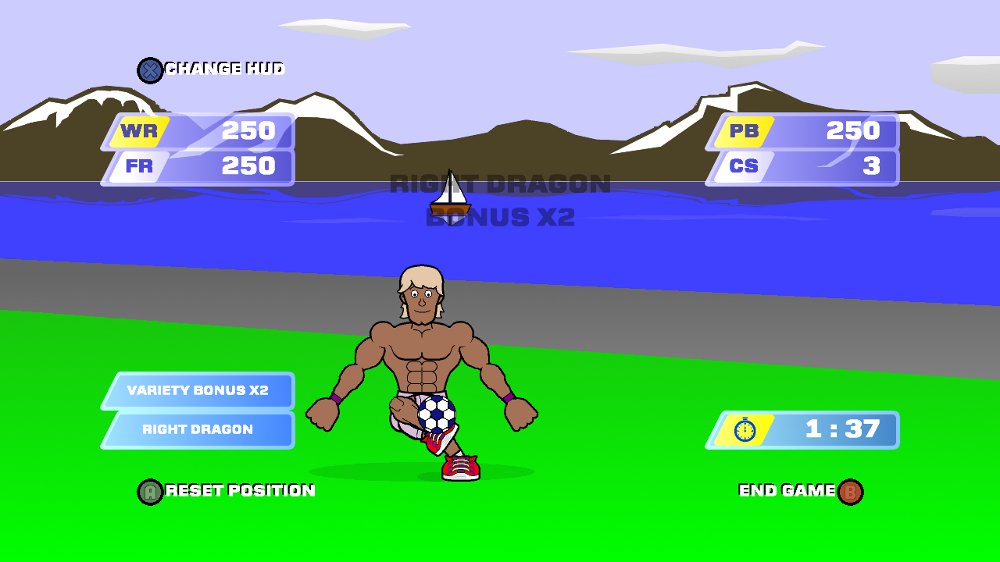 CHANGE HUD
WR 250
FR 250
PB 250
CS 3
RIGHT DRAGON
BONUS X2
VARIETY BONUS X2
RIGHT DRAGON
1 : 37
A RESET POSITION
END GAME B